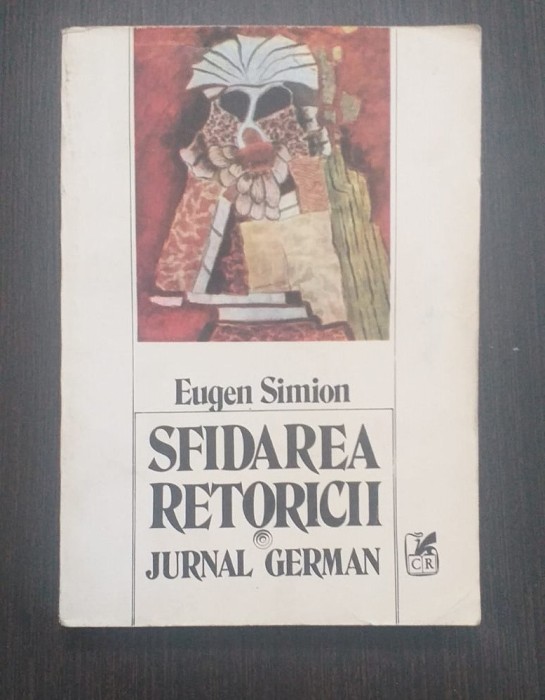 Eugen Simion
SFIDAREA
RETORICII
JURNAL GERMAN
CR